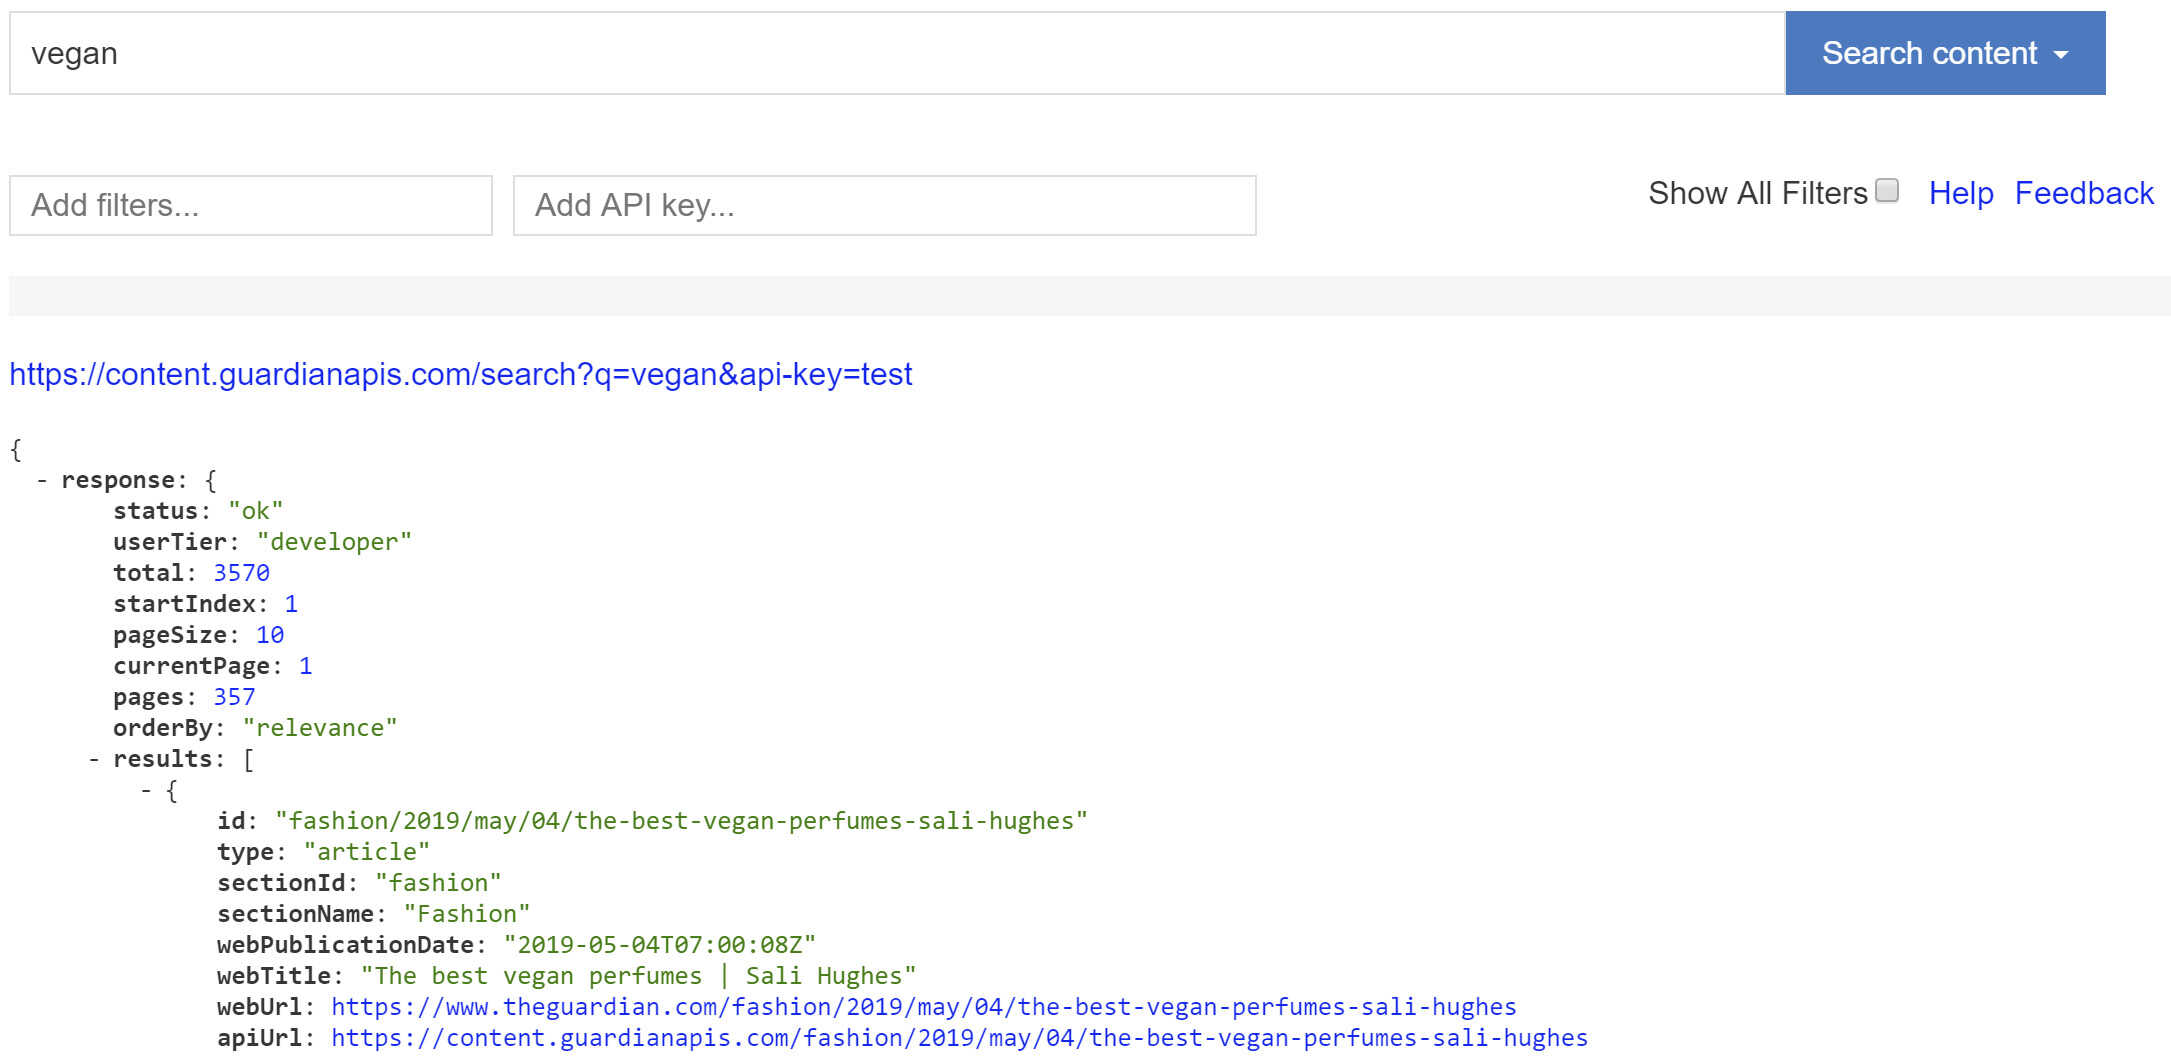 vegan
Search content
Add filters...
Add API key...
Show All Filters
Help Feedback
https://content.guardianapis.com/search?q=vegan&api-key=test
{
- response: {
status: "ok"
userTier: "developer"
total: 3570
startIndex: 1
pageSize: 10
currentPage: 1
pages: 357
orderBy: "relevance"
- results: [
- {
id: "fashion/2019/may/04/the-best-vegan-perfumes-sali-hughes"
type: "article"
sectionId: "fashion"
sectionName: "Fashion"
webPublicationDate: "2019-05-04T07:00:08Z"
webTitle: "The best vegan perfumes | Sali Hughes"
webUrl: https://www.theguardian.com/fashion/2019/may/04/the-best-vegan-perfumes-sali-hughes
apiUrl: https://content.guardianapis.com/fashion/2019/may/04/the-best-vegan-perfumes-sali-hughes